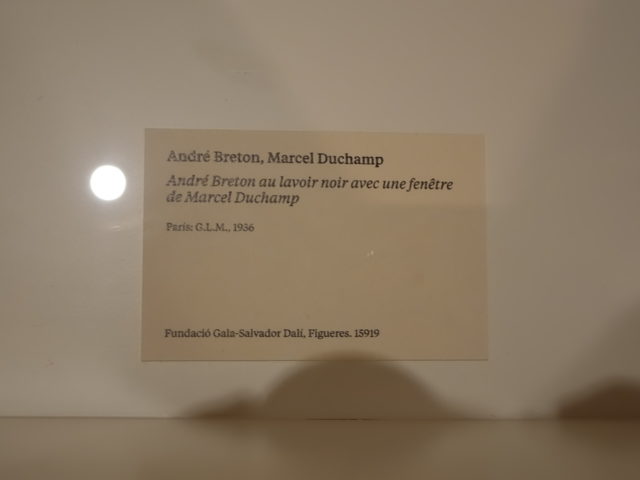 André Breton, Marcel Duchamp
André Breton au lavoir noir avec une fenêtre
de Marcel Duchamp
París: G.L.M., 1936
Fundació Gala-Salvador Dalí, Figueres. 15919